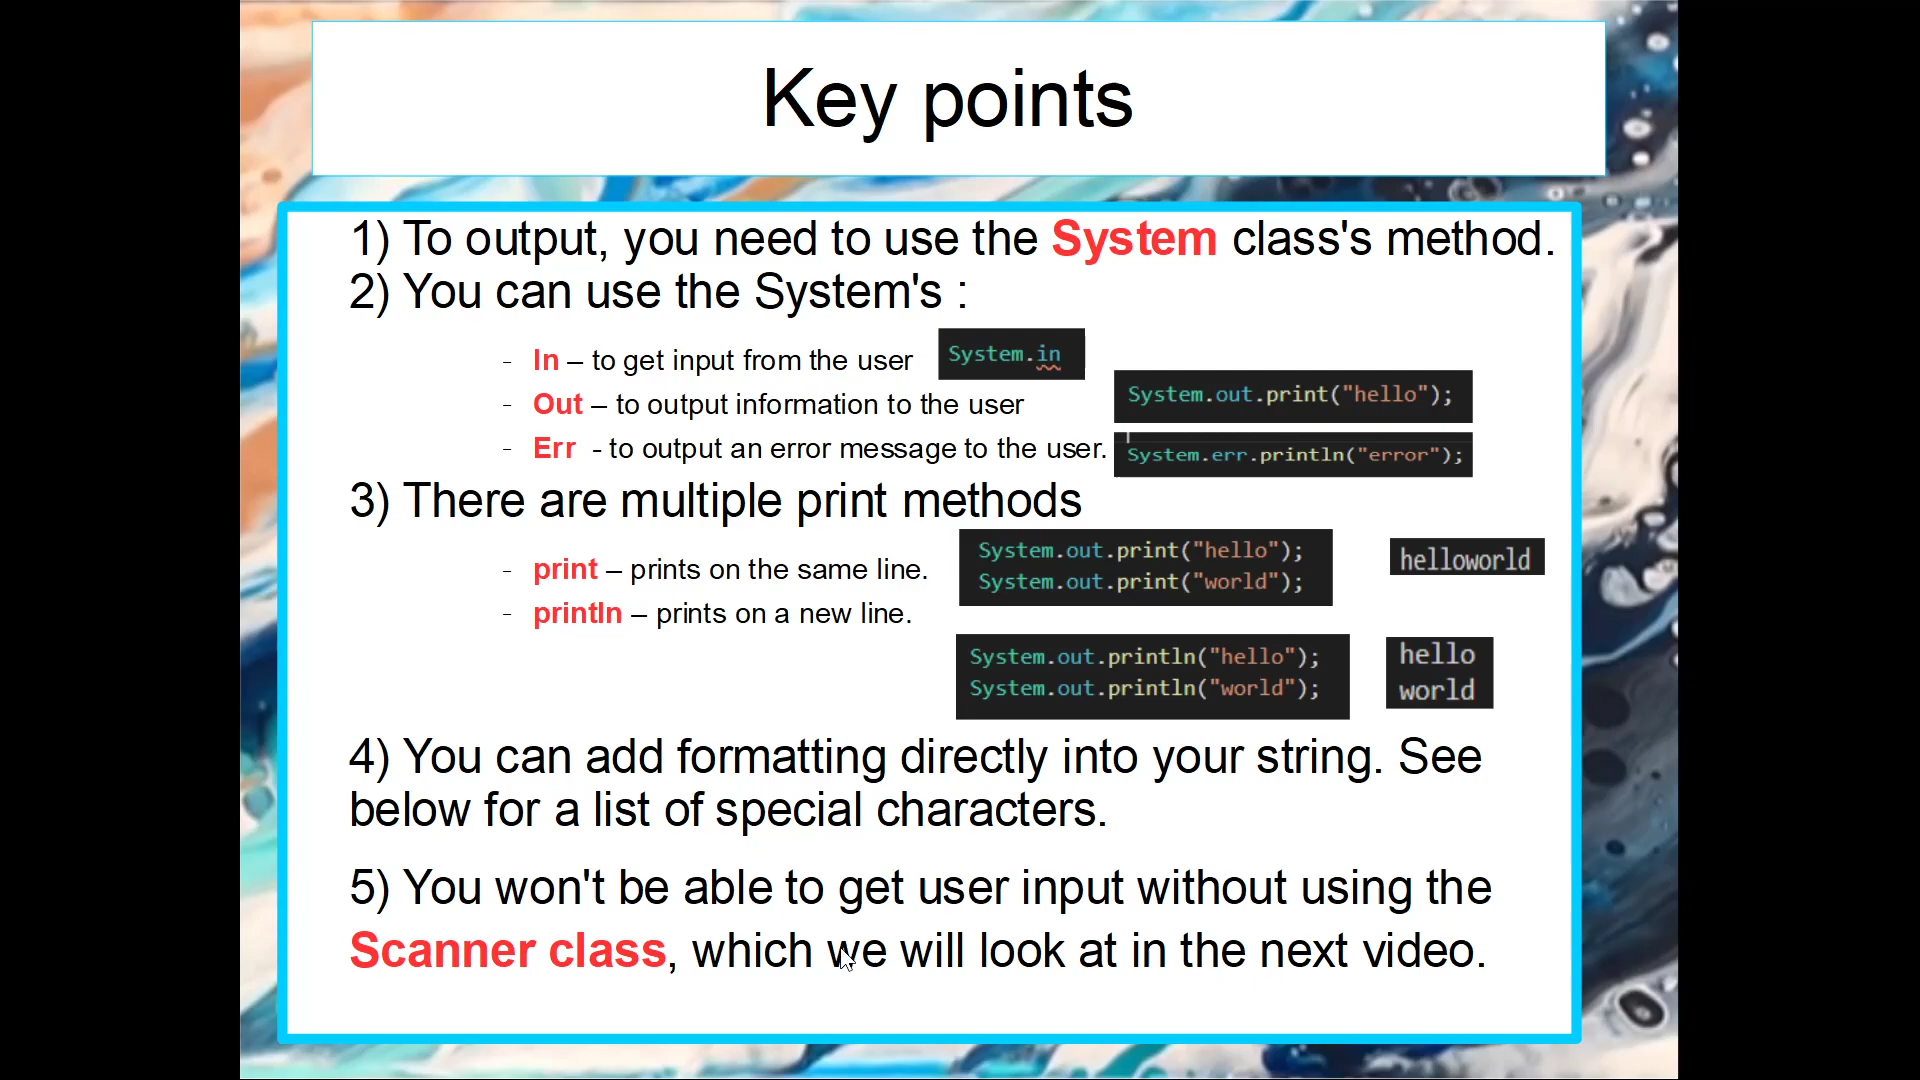 Key points
1) To output, you need to use the System class's method.
2) You can use the System's :
- In – to get input from the user
System.in
- Out – to output information to the user
System.out.print("hello");
- Err - to output an error message to the user.
System.err.println("error");
3) There are multiple print methods
- print – prints on the same line.
System.out.print("hello");
System.out.print("world");
helloworld
- println – prints on a new line.
System.out.println("hello");
System.out.println("world");
hello
world
4) You can add formatting directly into your string. See
below for a list of special characters.
5) You won't be able to get user input without using the
Scanner class, which we will look at in the next video.